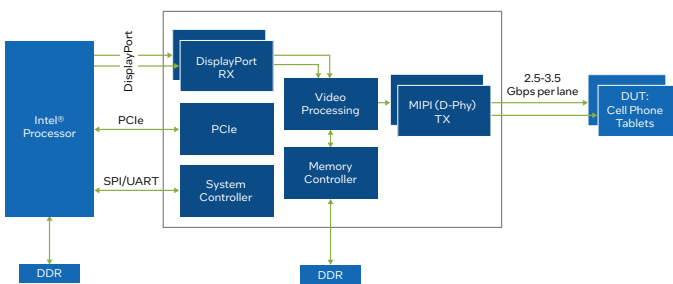 Intel®
Processor
DisplayPort
DisplayPort
RX
PCIe
PCIe
SPI/UART
System
Controller
Video
Processing
Memory
Controller
MIPI (D-Phy)
TX
2.5-3.5
Gbps per lane
DUT:
Cell Phone
Tablets
DDR
DDR